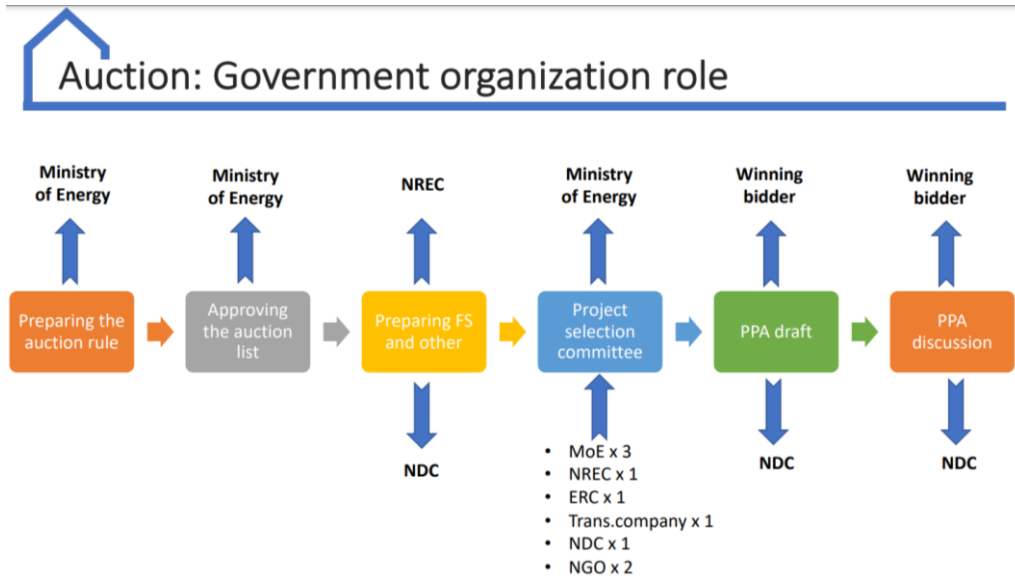 Auction: Government organization role
Ministry
of Energy
Ministry
of Energy
NREC
Ministry
of Energy
Winning
bidder
Winning
bidder
Preparing the
auction rule
Approving
the auction
list
Preparing FS
and other
Project
selection
committee
PPA draft
PPA
discussion
NDC
• MoE x 3
• NREC x 1
• ERC x 1
• Trans.company x 1
• NDC x 1
• NGO x 2
NDC
NDC